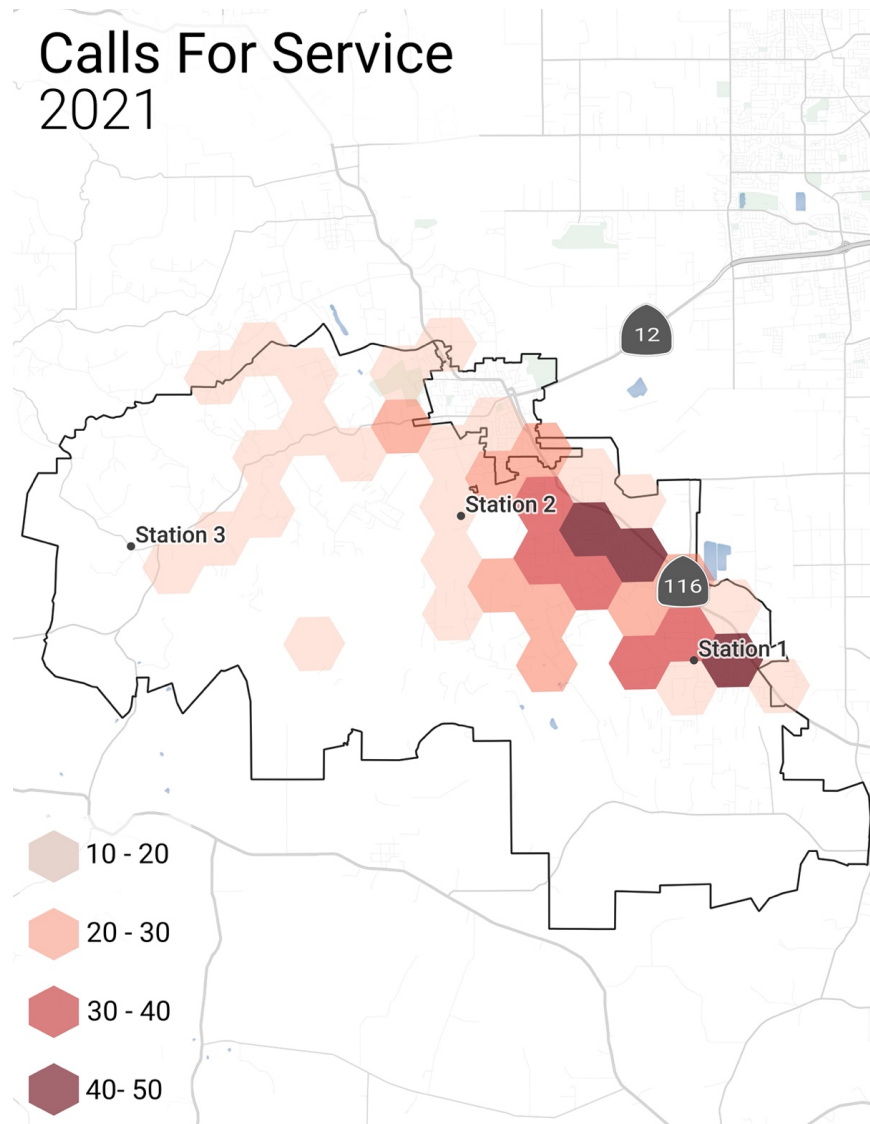 Calls For Service
2021
12
Station 2
Station 3
116
Station 1
10 - 20
20 - 30
30 - 40
40- 50